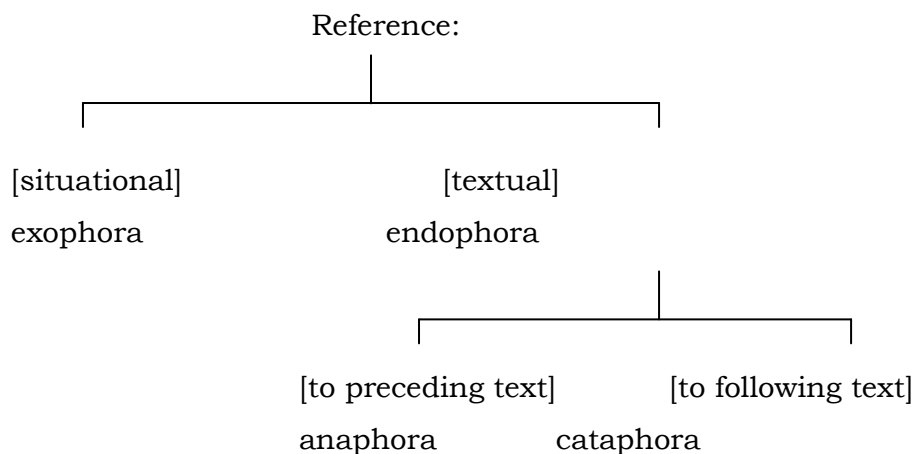 Reference:
[situational] [textual]
exophora endophora
[to preceding text] [to following text]
anaphora cataphora